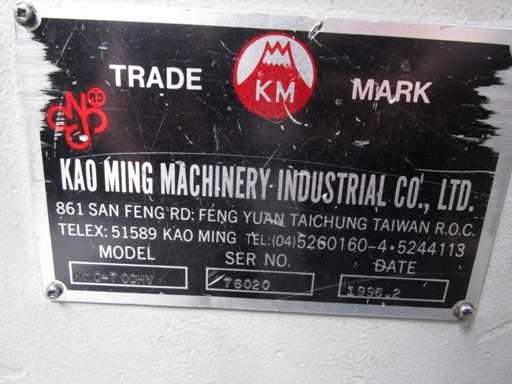 TRADE KM MARK
KAO MING MACHINERY INDUSTRIAL CO., LTD.
861 SAN FENG RD: FENG YUAN TAICHUNG TAIWAN R.O.C.
TELEX: 51589 KAO MING TEL:(04)5260160-4•5244113
MODEL SER NO. DATE
76020 1996.2